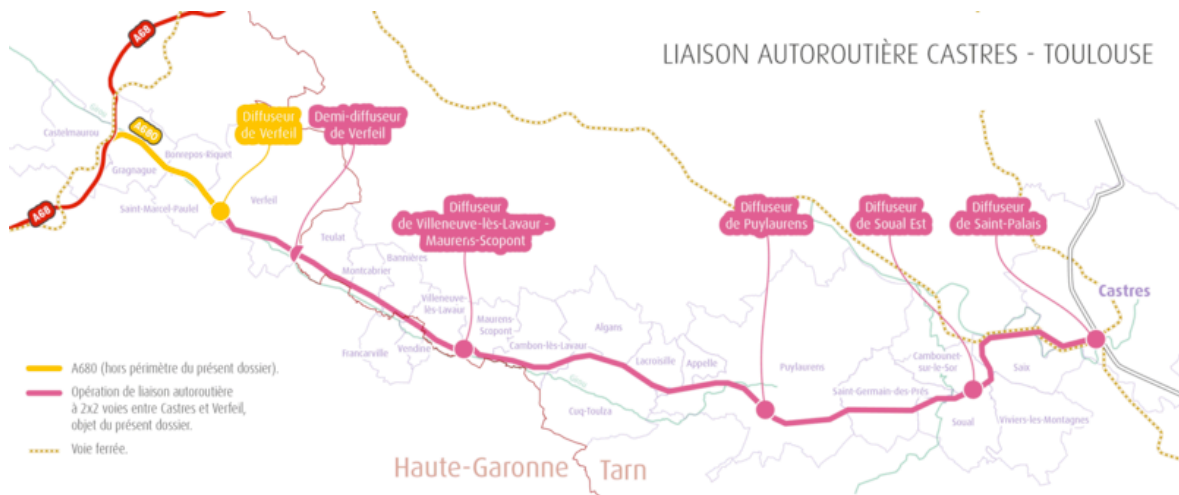 LIAISON AUTOROUTIÈRE CASTRES - TOULOUSE
A68
A680
A68
Diffuseur
de Verfeil
Demi-diffuseur
de Verfeil
Diffuseur
de Villeneuve-lès-Lavaur -
Maurens-Scopont
Diffuseur
de Puylaurens
Diffuseur
de Soual Est
Diffuseur
de Saint-Palais
Castelmaurou
Bonrepos-Riquet
Gragnague
Saint-Marcel-Paulel
Verfeil
Teulat
Bannières
Montcabrier
Villeneuve-
lès-Lavaur
Maurens-
Scopont
Francarville
Vendine
Cambon-lès-Lavaur
Algans
Lacroisille
Appelle
Cuq-Toulza
Puylaurens
Saint-Germain-des-Prés
Cambounet-
sur-le-Sor
Soual
Saix
Viviers-lès-Montagnes
Castres
A680 (hors périmètre du présent dossier).
Opération de liaison autoroutière
à 2x2 voies entre Castres et Verfeil,
objet du présent dossier.
Voie ferrée.
Haute-Garonne
Tarn